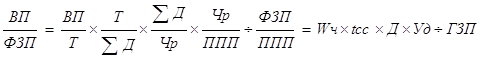 ВП/ФЗП = ВП/Т × Т/∑Д × ∑Д/Чр × Чр/ППП ÷ ФЗП/ППП = Wч × tсс × Д × Уд ÷ ГЗП